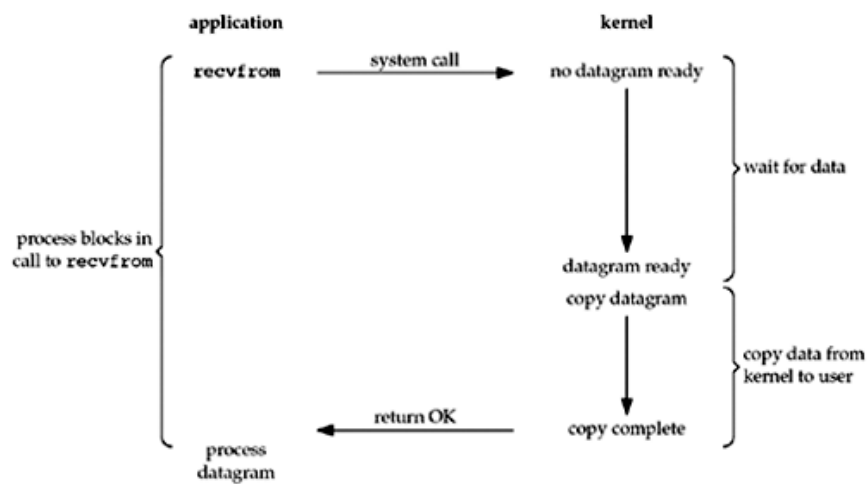 application kernel
recvfrom system call no datagram ready
wait for data
process blocks in
call to recvfrom
datagram ready
copy datagram
copy data from
kernel to user
return OK copy complete
process
datagram